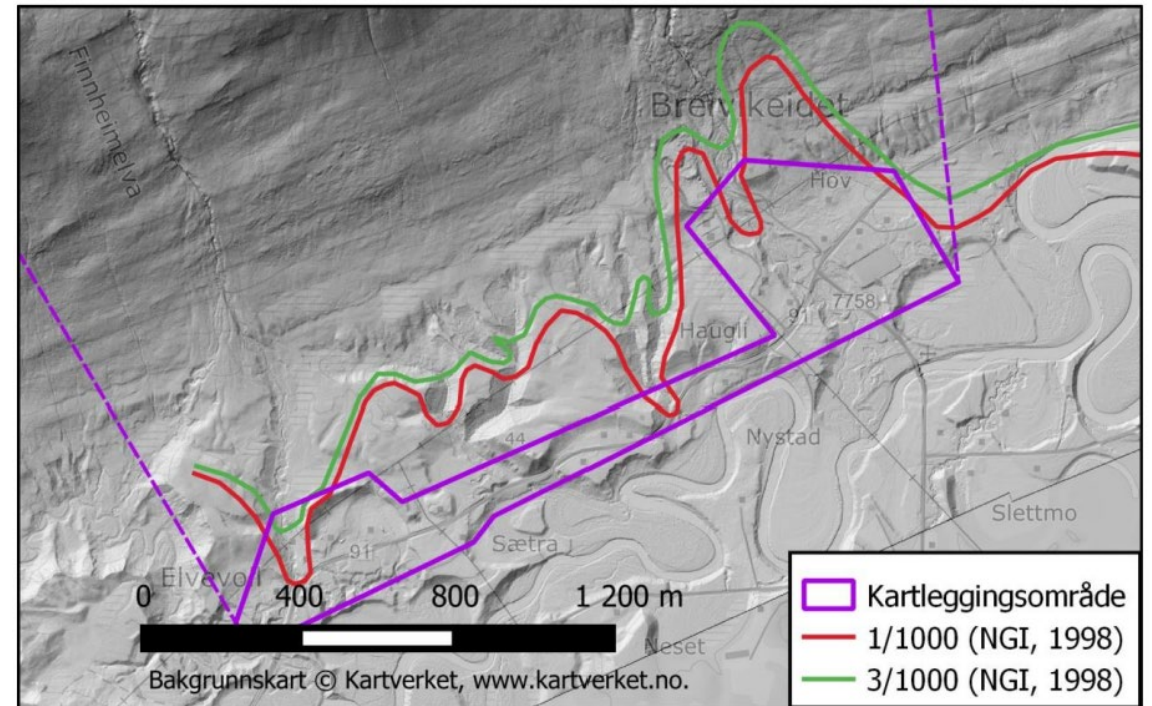 Finnheimelva
Breivikeidet
Hov
7758
91
Haugli
44
Nystad
Slettmo
Sætra
91
Elvevoll
0 400 800 1 200 m
Neset
Bakgrunnskart © Kartverket, www.kartverket.no.
Kartleggingsområde
1/1000 (NGI, 1998)
3/1000 (NGI, 1998)